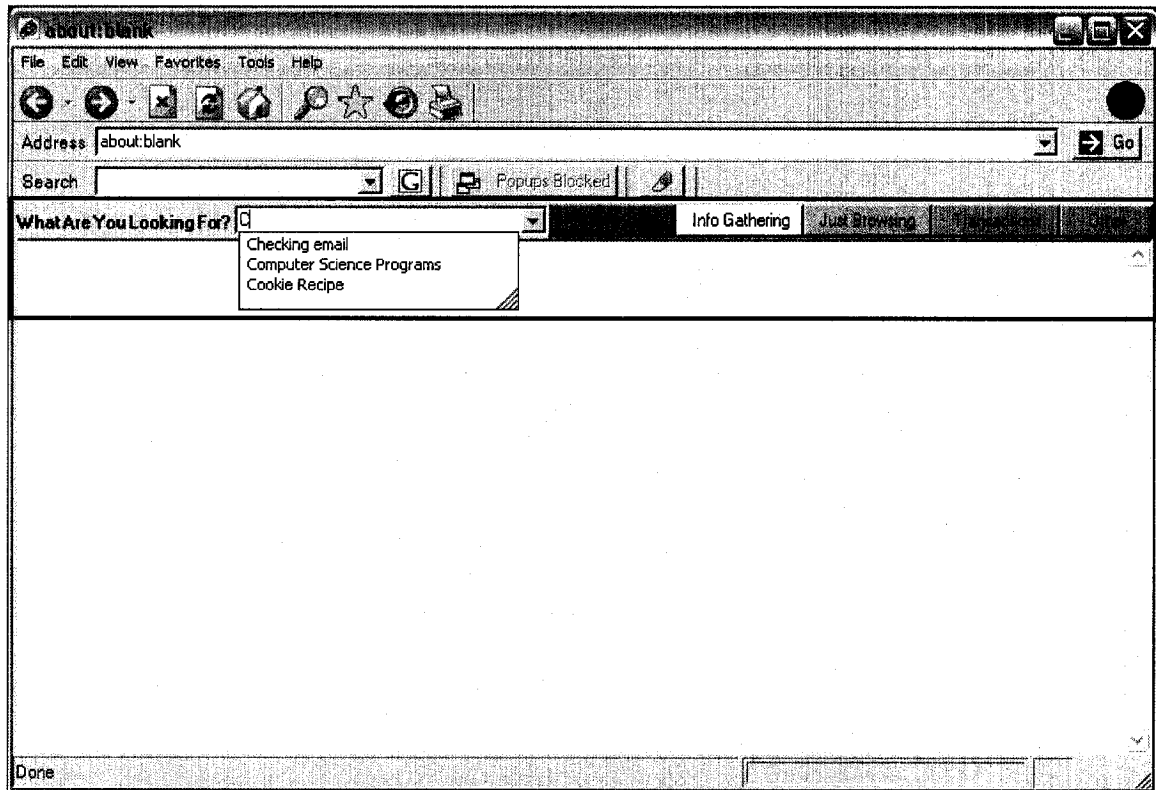 about:blank
File Edit View Favorites Tools Help
Address about:blank Go
Search G Popups Blocked
What Are You Looking For? C Info Gathering Just Browsing
Checking email
Computer Science Programs
Cookie Recipe
Done